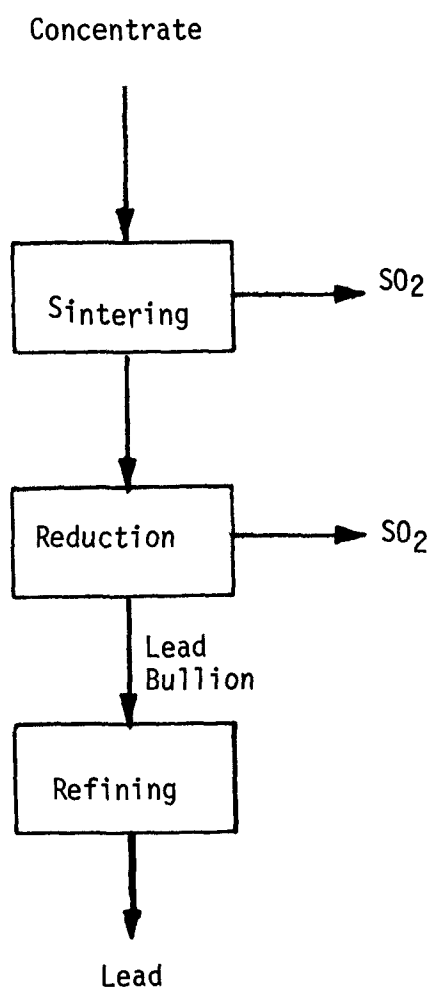 Concentrate
Sintering
SO2
Reduction
SO2
Lead
Bullion
Refining
Lead